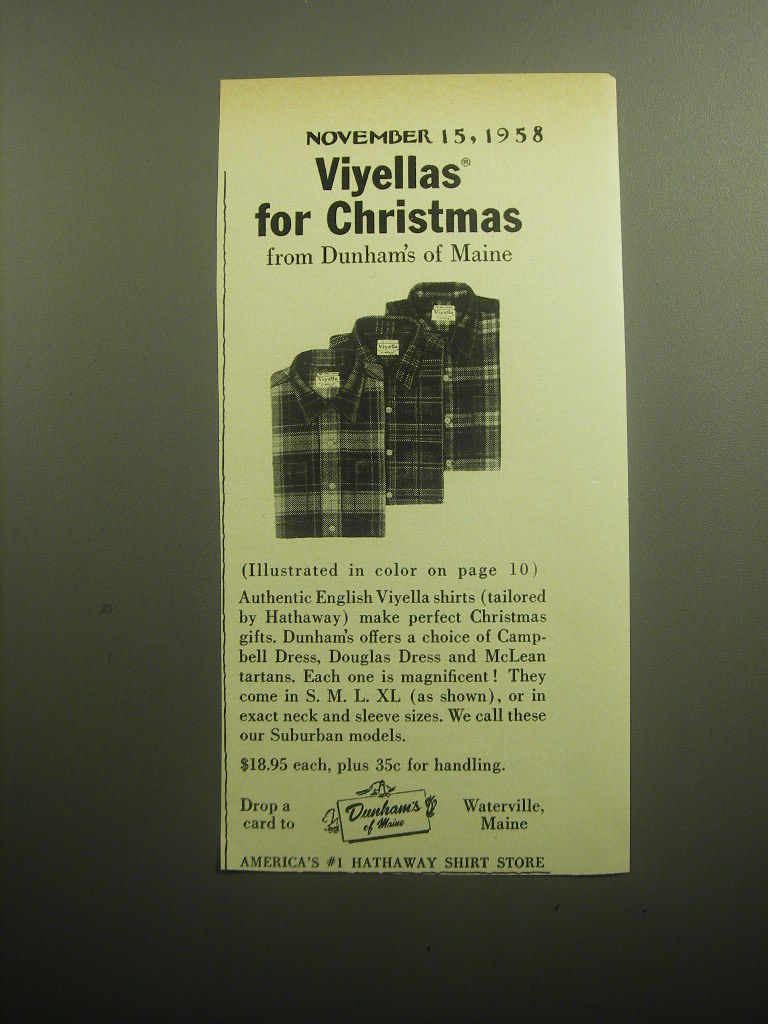 NOVEMBER 15, 1958
Viyellas®
for Christmas
from Dunham's of Maine
Viyella
Viyella
Viyella
(Illustrated in color on page 10)
Authentic English Viyella shirts (tailored
by Hathaway) make perfect Christmas
gifts. Dunham's offers a choice of Camp-
bell Dress, Douglas Dress and McLean
tartans. Each one is magnificent! They
come in S. M. L. XL (as shown), or in
exact neck and sleeve sizes. We call these
our Suburban models.
$18.95 each, plus 35c for handling.
Drop a
card to
Dunham's
of Maine
Waterville,
Maine
AMERICA'S #1 HATHAWAY SHIRT STORE